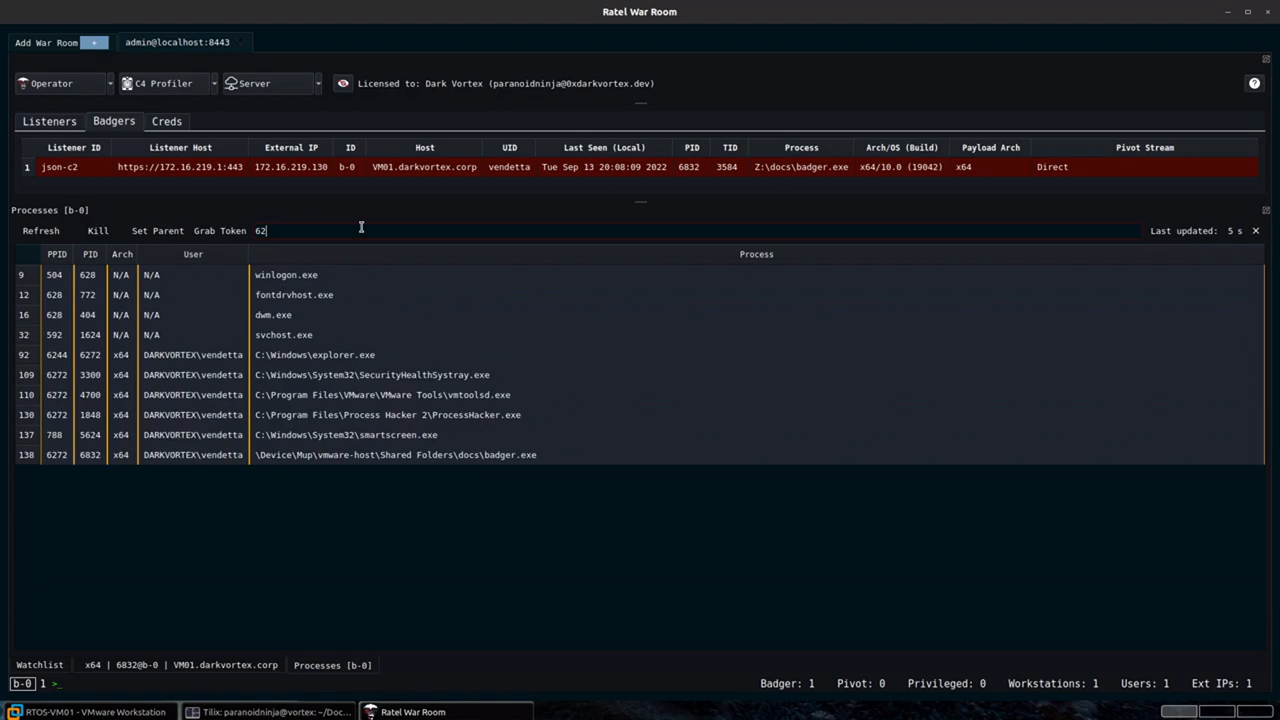 Ratel War Room
Add War Room + admin@localhost:8443
Operator C4 Profiler Server Licensed to: Dark Vortex (paranoidninja@0xdarkvortex.dev) ?
Listeners Badgers Creds
Listener ID Listener Host External IP ID Host UID Last Seen (Local) PID TID Process Arch/OS (Build) Payload Arch Pivot Stream
1 json-c2 https://172.16.219.1:443 172.16.219.130 b-0 VM01.darkvortex.corp vendetta Tue Sep 13 20:08:09 2022 6832 3584 Z:\docs\badger.exe x64/10.0 (19042) x64 Direct
Processes [b-0]
Refresh Kill Set Parent Grab Token 62 Last updated: 5 s ×
PPID PID Arch User Process
9 504 628 N/A N/A winlogon.exe
12 628 772 N/A N/A fontdrvhost.exe
16 628 404 N/A N/A dwm.exe
32 592 1624 N/A N/A svchost.exe
92 6244 6272 x64 DARKVORTEX\vendetta C:\Windows\explorer.exe
109 6272 3300 x64 DARKVORTEX\vendetta C:\Windows\System32\SecurityHealthSystray.exe
110 6272 4700 x64 DARKVORTEX\vendetta C:\Program Files\VMware\VMware Tools\vmtoolsd.exe
130 6272 1848 x64 DARKVORTEX\vendetta C:\Program Files\Process Hacker 2\ProcessHacker.exe
137 788 5624 x64 DARKVORTEX\vendetta C:\Windows\System32\smartscreen.exe
138 6272 6832 x64 DARKVORTEX\vendetta \Device\Mup\vmware-host\Shared Folders\docs\badger.exe
Watchlist x64 | 6832@b-0 | VM01.darkvortex.corp Processes [b-0]
b-0 1 >_ Badger: 1 Pivot: 0 Privileged: 0 Workstations: 1 Users: 1 Ext IPs: 1
RTOS-VM01 - VMware Workstation Tilix: paranoidninja@vortex: ~/Doc... Ratel War Room